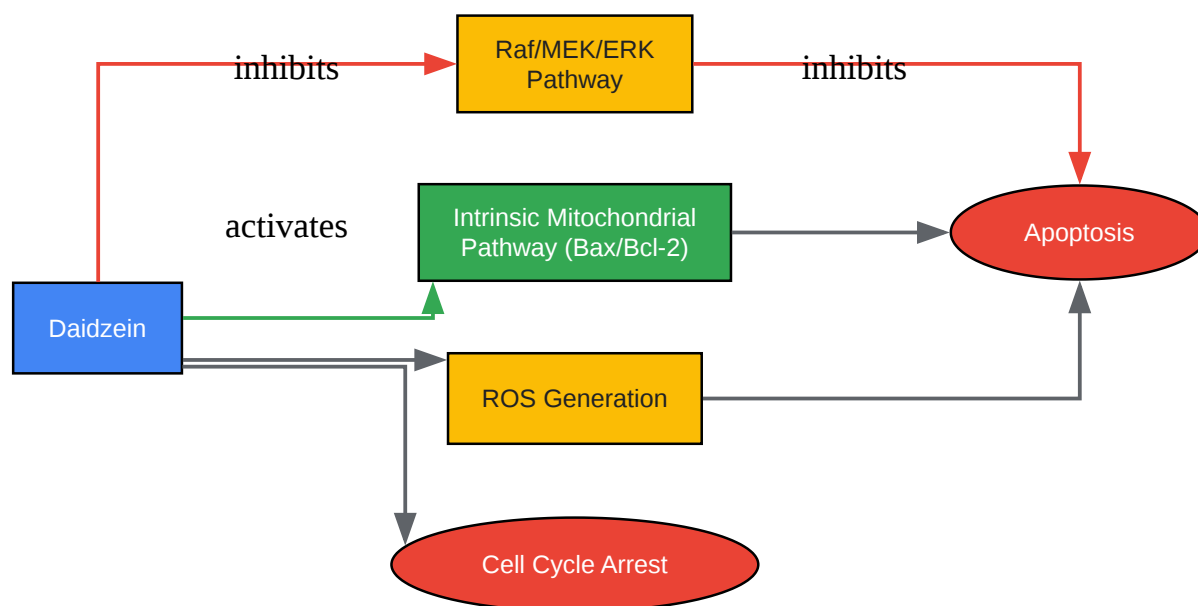 inhibits
Raf/MEK/ERK
Pathway
inhibits
activates
Intrinsic Mitochondrial
Pathway (Bax/Bcl-2)
Apoptosis
Daidzein
ROS Generation
Cell Cycle Arrest